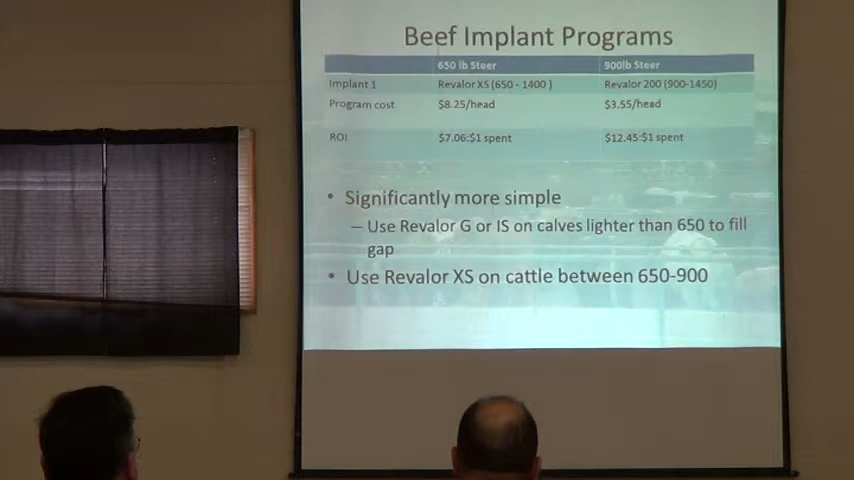 Beef Implant Programs
650 lb Steer 900lb Steer
Implant 1 Revalor XS (650 - 1400 ) Revalor 200 (900-1450)
Program cost $8.25/head $3.55/head
ROI $7.06:$1 spent $12.45:$1 spent
• Significantly more simple
– Use Revalor G or IS on calves lighter than 650 to fill
gap
• Use Revalor XS on cattle between 650-900